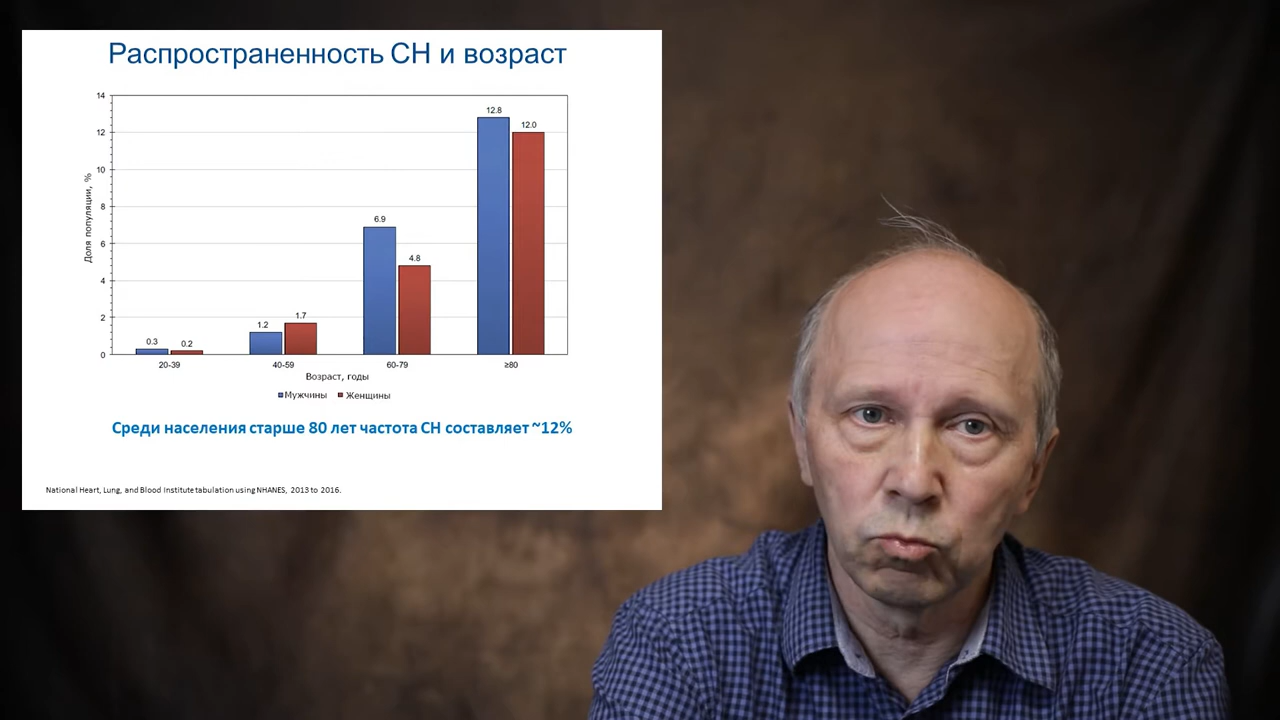 Распространенность СН и возраст
14
12
10
8
6
4
2
0
Доля популяции, %
0.3
0.2
1.2
1.7
6.9
4.8
12.8
12.0
20-39
40-59
60-79
≥80
Возраст, годы
Мужчины
Женщины
Среди населения старше 80 лет частота СН составляет ~12%
National Heart, Lung, and Blood Institute tabulation using NHANES, 2013 to 2016.